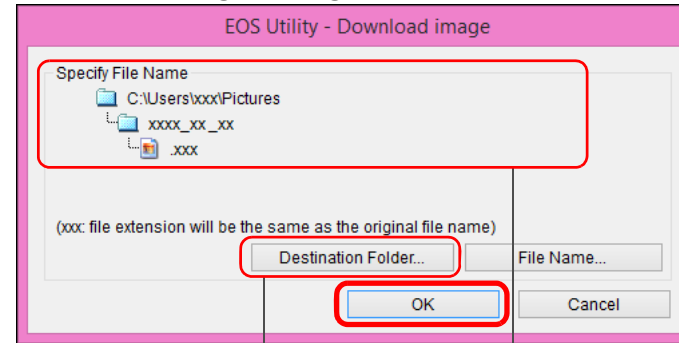 EOS Utility - Download image
Specify File Name
C:\Users\xxx\Pictures
xxxx_xx_xx
.xxx
(xxx: file extension will be the same as the original file name)
Destination Folder... File Name...
OK Cancel